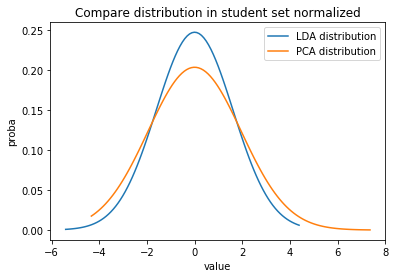 Compare distribution in student set normalized
LDA distribution
PCA distribution
proba
0.25
0.20
0.15
0.10
0.05
0.00
−6
−4
−2
0
2
4
6
8
value